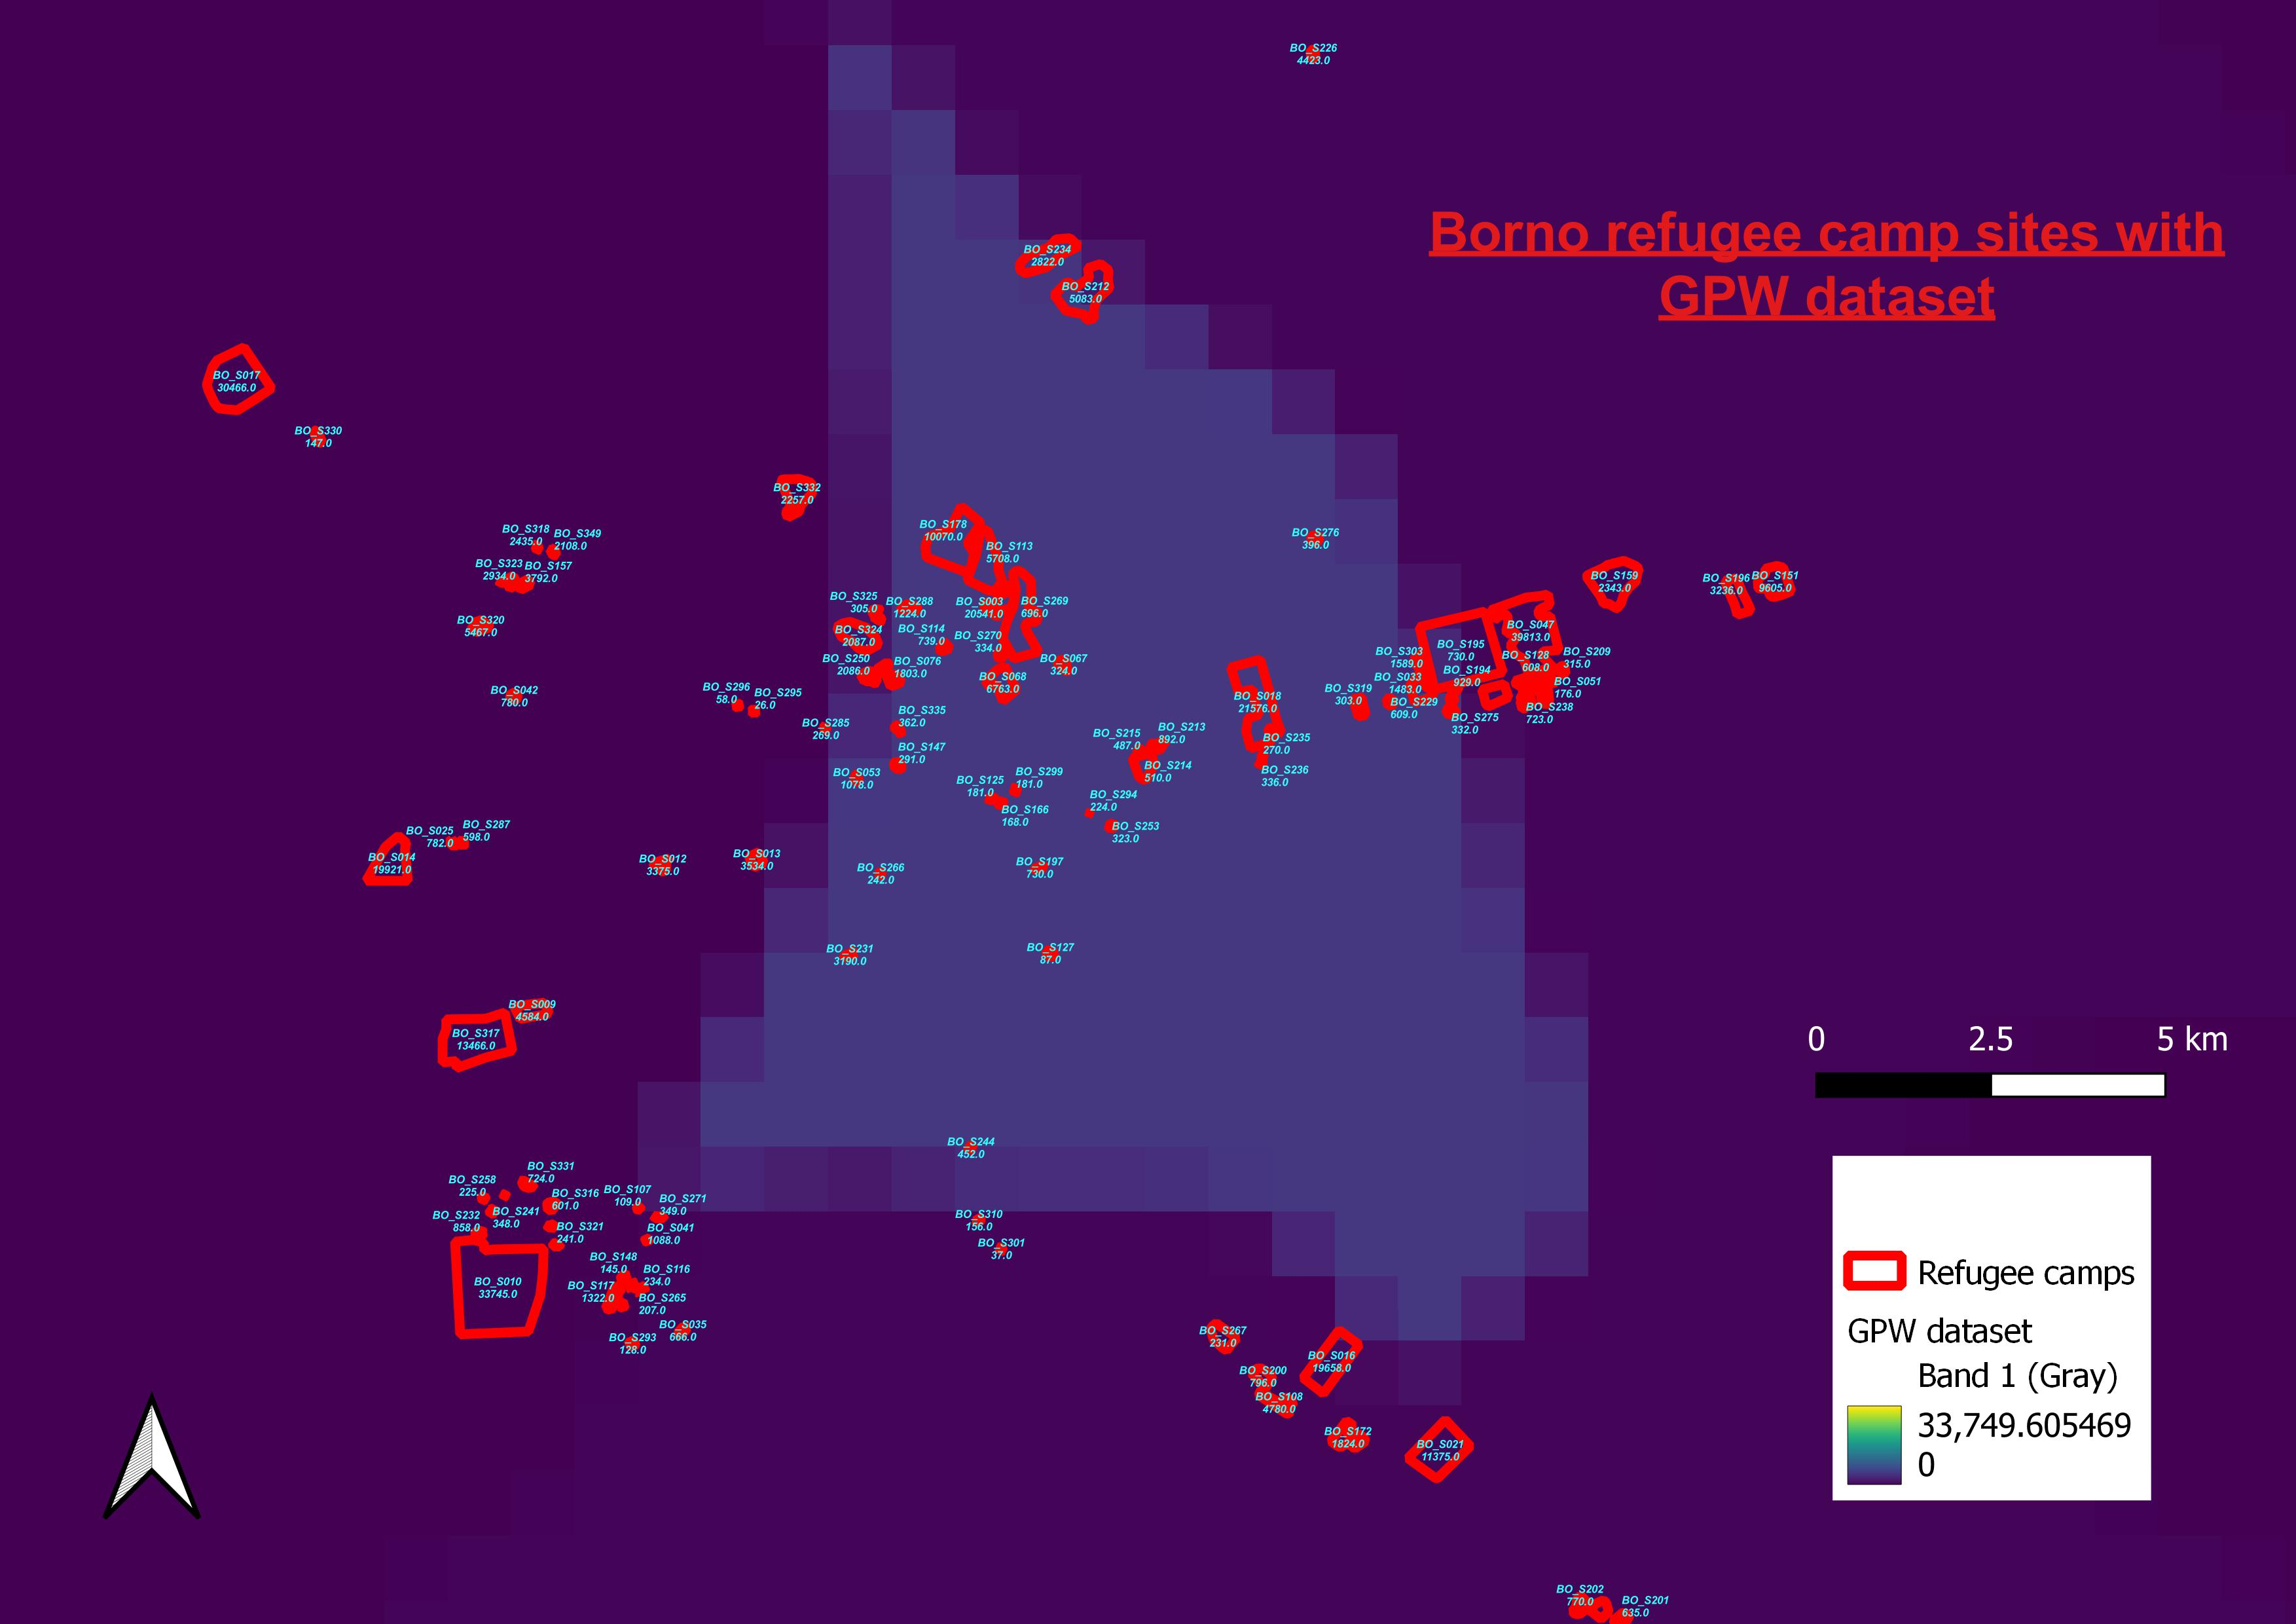 BO_S226
4423.0
Borno refugee camp sites with
GPW dataset
BO_S234
2822.0
BO_S212
5083.0
BO_S017
30466.0
BO_S330
147.0
BO_S332
2257.0
BO_S318
2435.0
BO_S349
2108.0
BO_S323
2934.0
BO_S157
3792.0
BO_S320
5467.0
BO_S042
780.0
BO_S178
10070.0
BO_S113
5708.0
BO_S276
396.0
BO_S325
305.0
BO_S288
1224.0
BO_S003
20541.0
BO_S269
696.0
BO_S324
2087.0
BO_S114
739.0
BO_S270
334.0
BO_S250
2086.0
BO_S076
1803.0
BO_S068
6763.0
BO_S067
324.0
BO_S159
2343.0
BO_S196
3236.0
BO_S151
9605.0
BO_S047
39813.0
BO_S195
730.0
BO_S303
1589.0
BO_S128
608.0
BO_S209
315.0
BO_S194
929.0
BO_S033
1483.0
BO_S051
176.0
BO_S319
303.0
BO_S229
609.0
BO_S275
332.0
BO_S238
723.0
BO_S296
58.0
BO_S295
26.0
BO_S285
269.0
BO_S335
362.0
BO_S147
291.0
BO_S053
1078.0
BO_S018
21576.0
BO_S235
270.0
BO_S236
336.0
BO_S215
487.0
BO_S213
892.0
BO_S214
510.0
BO_S125
181.0
BO_S299
181.0
BO_S166
168.0
BO_S294
224.0
BO_S253
323.0
BO_S025
782.0
BO_S287
598.0
BO_S014
19921.0
BO_S012
3375.0
BO_S013
3534.0
BO_S266
242.0
BO_S197
730.0
BO_S231
3190.0
BO_S127
87.0
BO_S009
4584.0
BO_S317
13466.0
0 2.5 5 km
BO_S244
452.0
BO_S331
724.0
BO_S258
225.0
BO_S316
601.0
BO_S107
109.0
BO_S271
349.0
BO_S232
858.0
BO_S241
348.0
BO_S321
241.0
BO_S041
1088.0
BO_S310
156.0
BO_S301
37.0
BO_S010
33745.0
BO_S148
145.0
BO_S116
234.0
BO_S117
1322.0
BO_S265
207.0
BO_S035
666.0
BO_S293
128.0
BO_S267
231.0
BO_S016
19658.0
BO_S200
796.0
BO_S108
4780.0
BO_S172
1824.0
BO_S021
11375.0
Refugee camps
GPW dataset
Band 1 (Gray)
33,749.605469
0
BO_S202
770.0
BO_S201
635.0